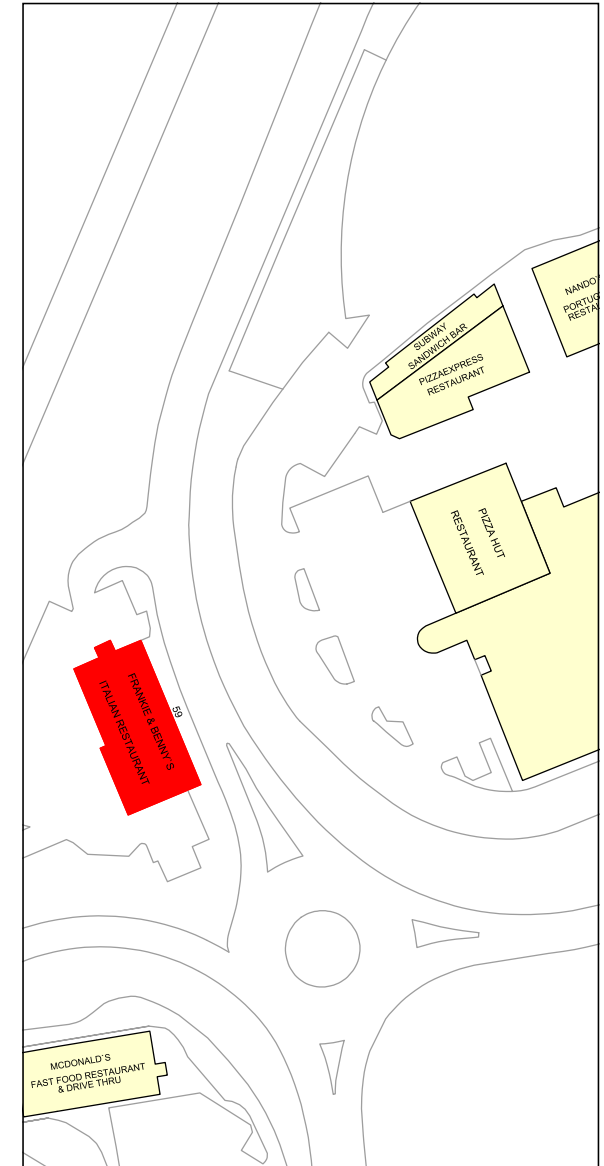 NANDO`
PORTUG
RESTA
SUBWAY
SANDWICH BAR
PIZZAEXPRESS
RESTAURANT
PIZZA HUT
RESTAURANT
FRANKIE & BENNY`S
ITALIAN RESTAURANT
59
MCDONALD`S
FAST FOOD RESTAURANT
& DRIVE THRU